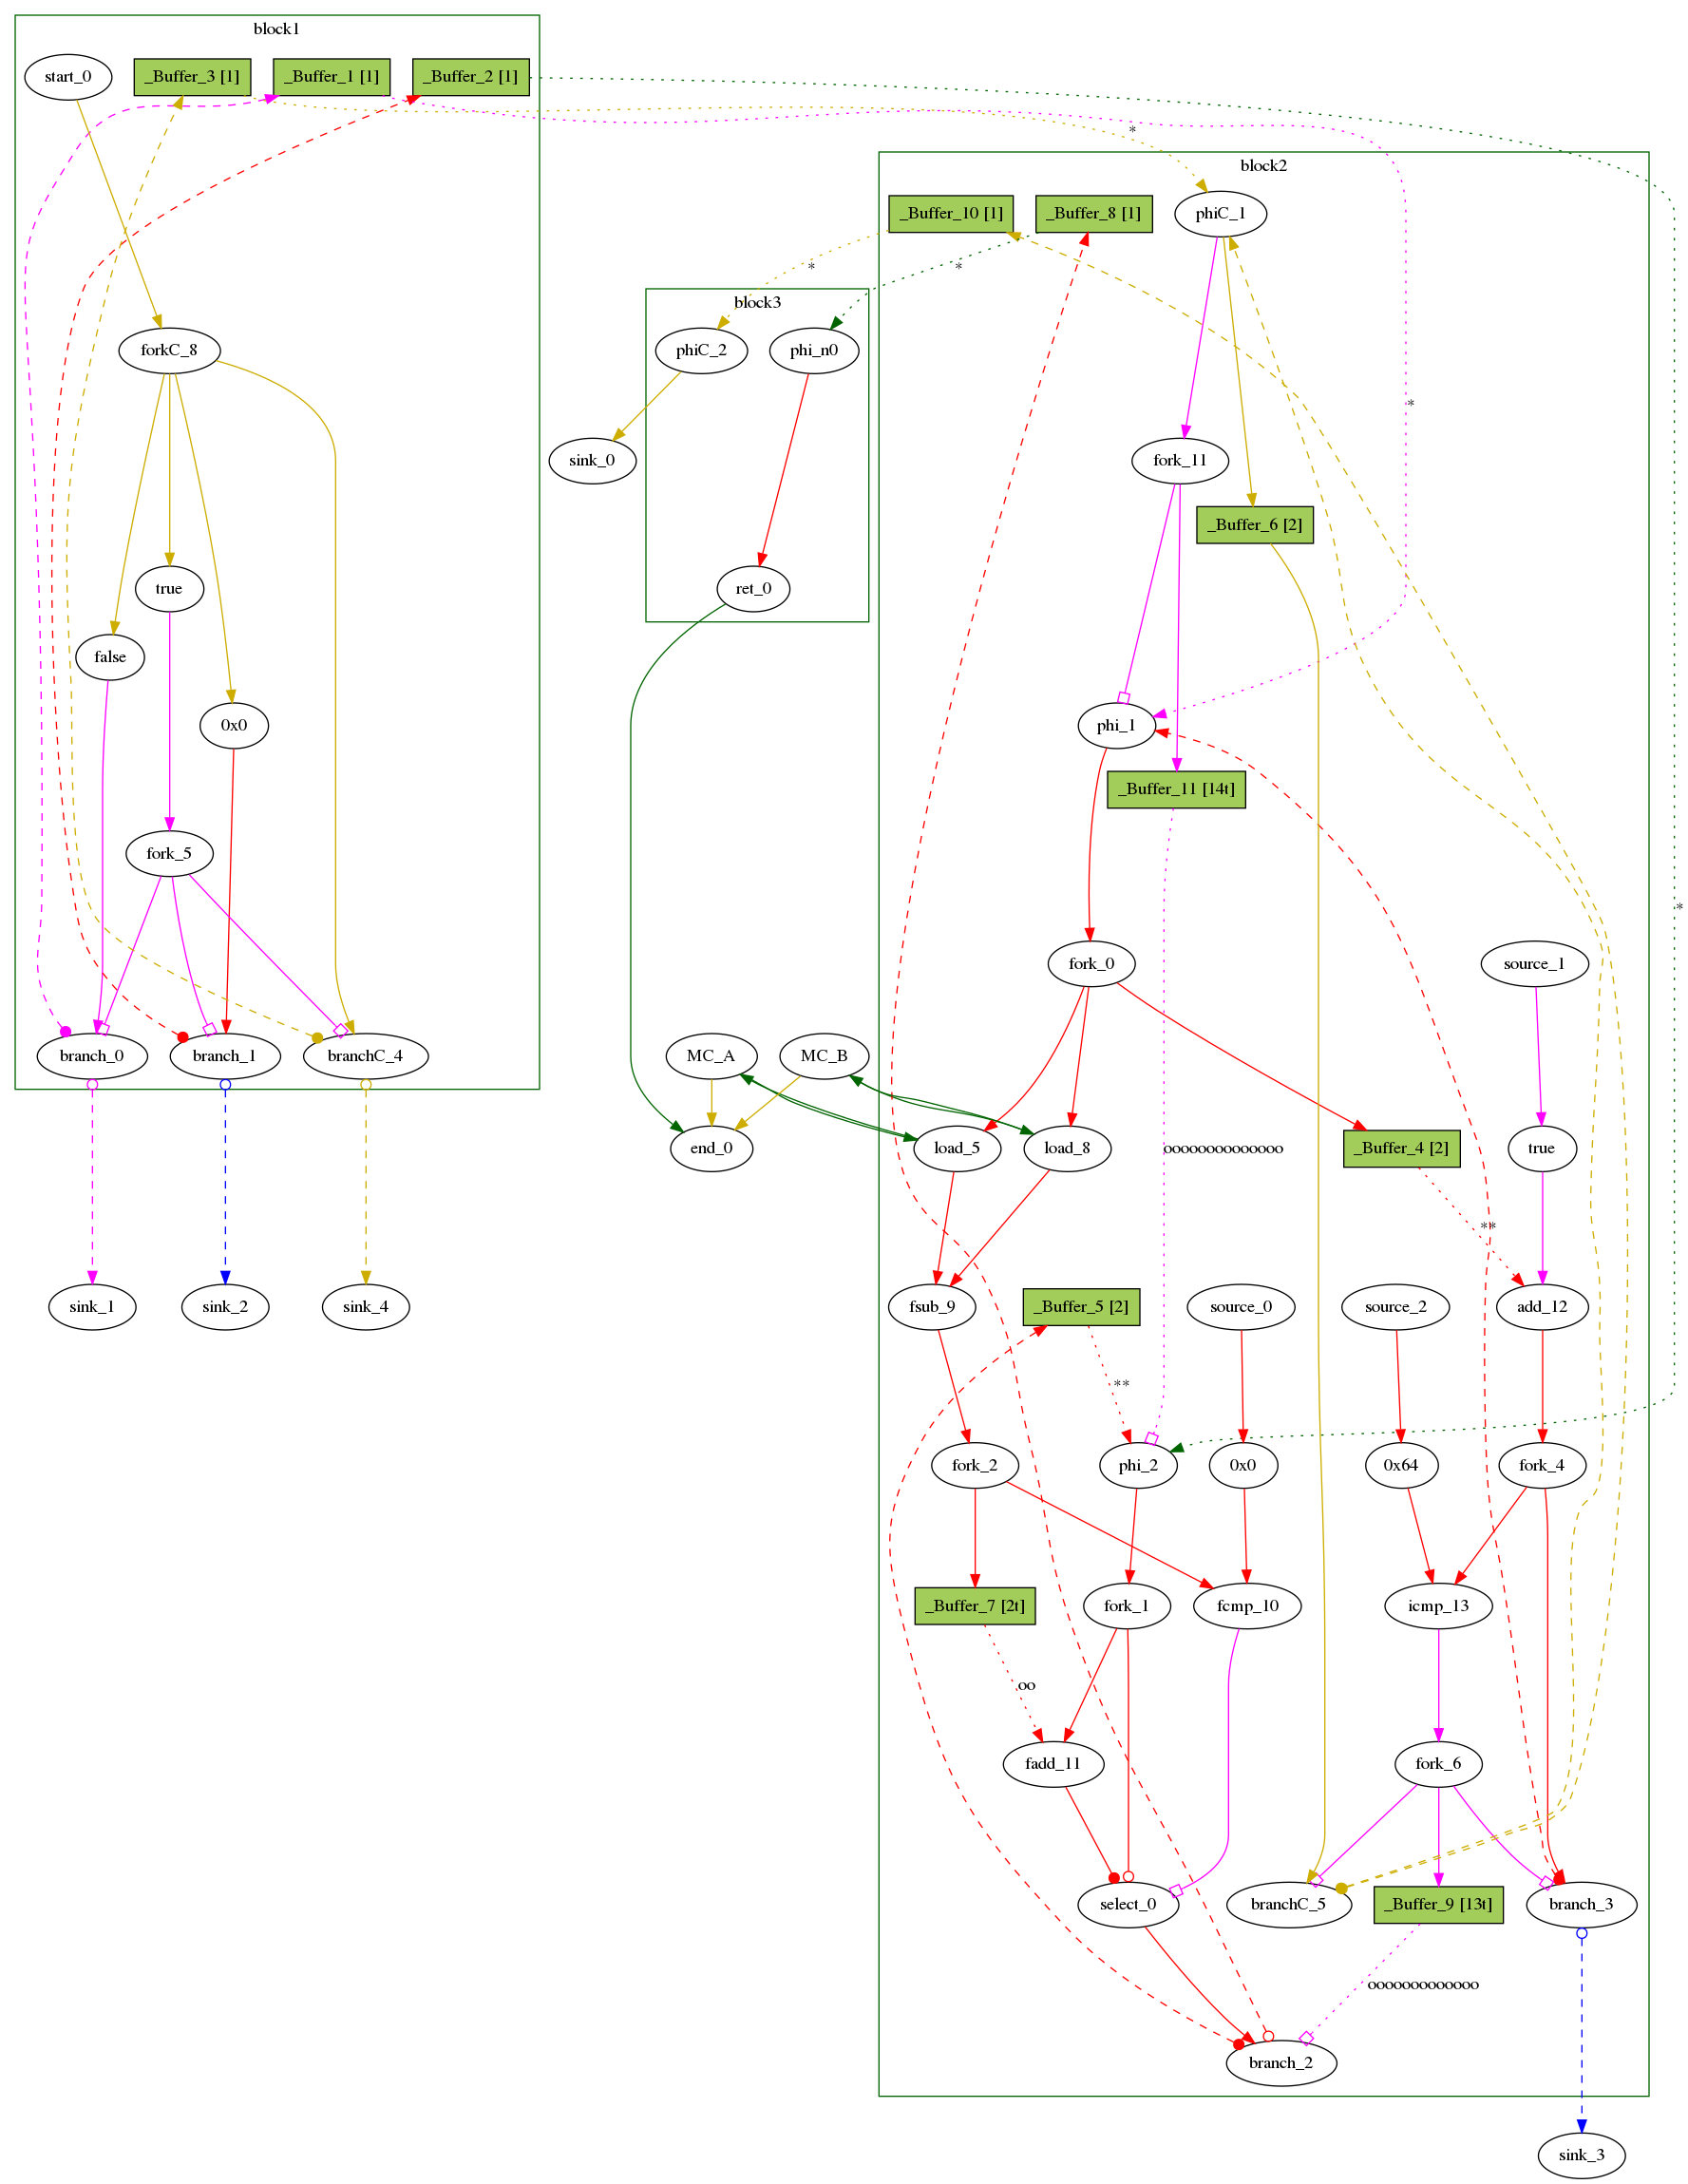 block1
start_0
_Buffer_3 [1]
_Buffer_1 [1]
_Buffer_2 [1]
*
block2
_Buffer_10 [1]
_Buffer_8 [1]
phiC_1
*
*
block3
phiC_2
phi_n0
forkC_8
*
sink_0
fork_11
_Buffer_6 [2]
true
ret_0
false
0x0
phi_1
_Buffer_11 [14t]
fork_5
*
fork_0
source_1
branch_0
branch_1
branchC_4
MC_A
MC_B
end_0
load_5
load_8
oooooooooooooo
_Buffer_4 [2]
true
**
sink_1
sink_2
sink_4
fsub_9
_Buffer_5 [2]
source_0
source_2
add_12
**
fork_2
phi_2
0x0
0x64
fork_4
_Buffer_7 [2t]
fork_1
fcmp_10
icmp_13
oo
fadd_11
fork_6
select_0
branchC_5
_Buffer_9 [13t]
branch_3
ooooooooooooo
branch_2
sink_3